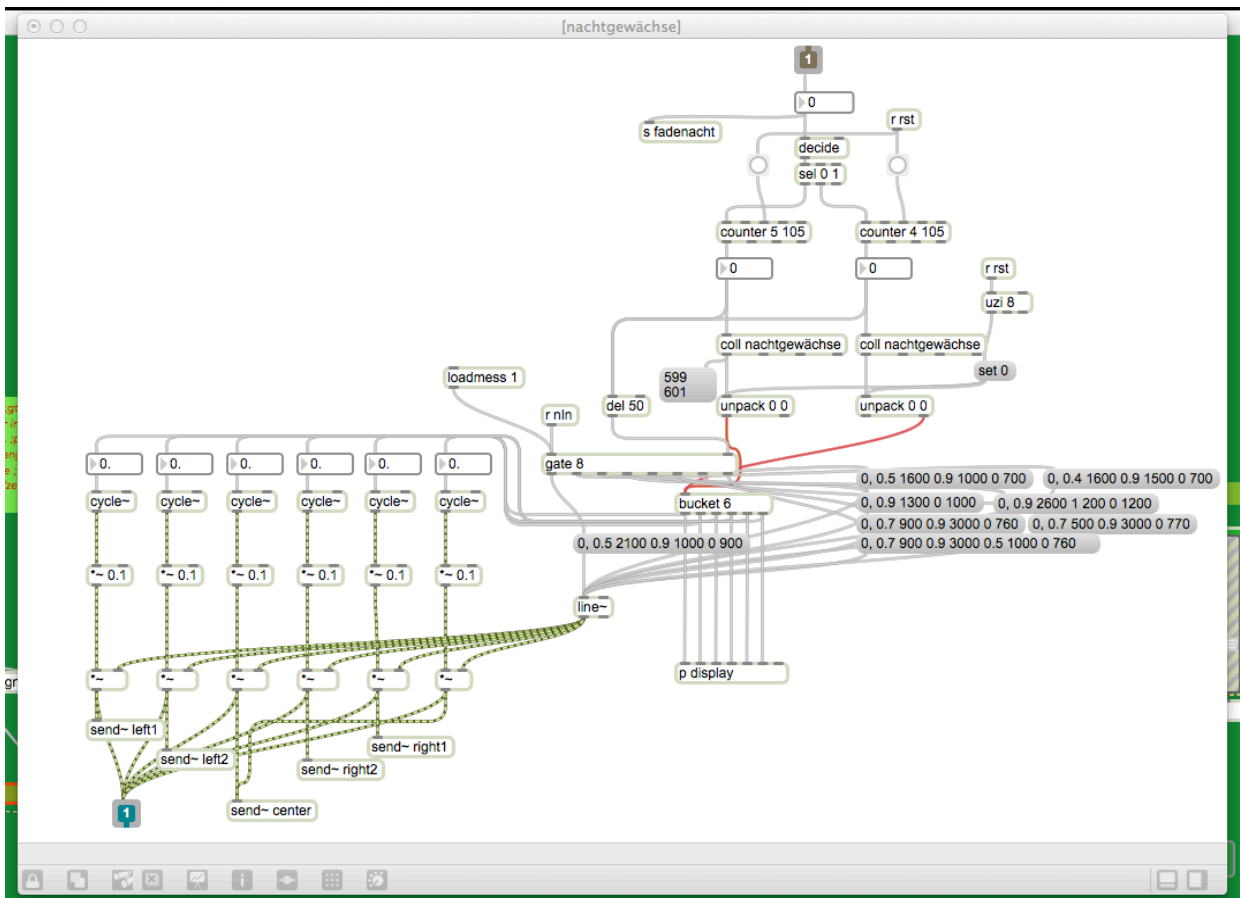 [nachtgewächse]
1
0
s fadenacht
r rst
decide
sel 0 1
counter 5 105
counter 4 105
0
0
r rst
uzi 8
coll nachtgewächse
coll nachtgewächse
set 0
loadmess 1
599
601
r nln
del 50
unpack 0 0
unpack 0 0
0.
0.
0.
0.
0.
0.
gate 8
0, 0.5 1600 0.9 1000 0 700
0, 0.4 1600 0.9 1500 0 700
cycle~
cycle~
cycle~
cycle~
cycle~
cycle~
bucket 6
0, 0.9 1300 0 1000
0, 0.9 2600 1 200 0 1200
0, 0.7 900 0.9 3000 0 760
0, 0.7 500 0.9 3000 0 770
0, 0.5 2100 0.9 1000 0 900
0, 0.7 900 0.9 3000 0.5 1000 0 760
*~ 0.1
*~ 0.1
*~ 0.1
*~ 0.1
*~ 0.1
*~ 0.1
line~
*~
*~
*~
*~
*~
*~
p display
send~ left1
send~ left2
send~ right1
send~ right2
send~ center
1